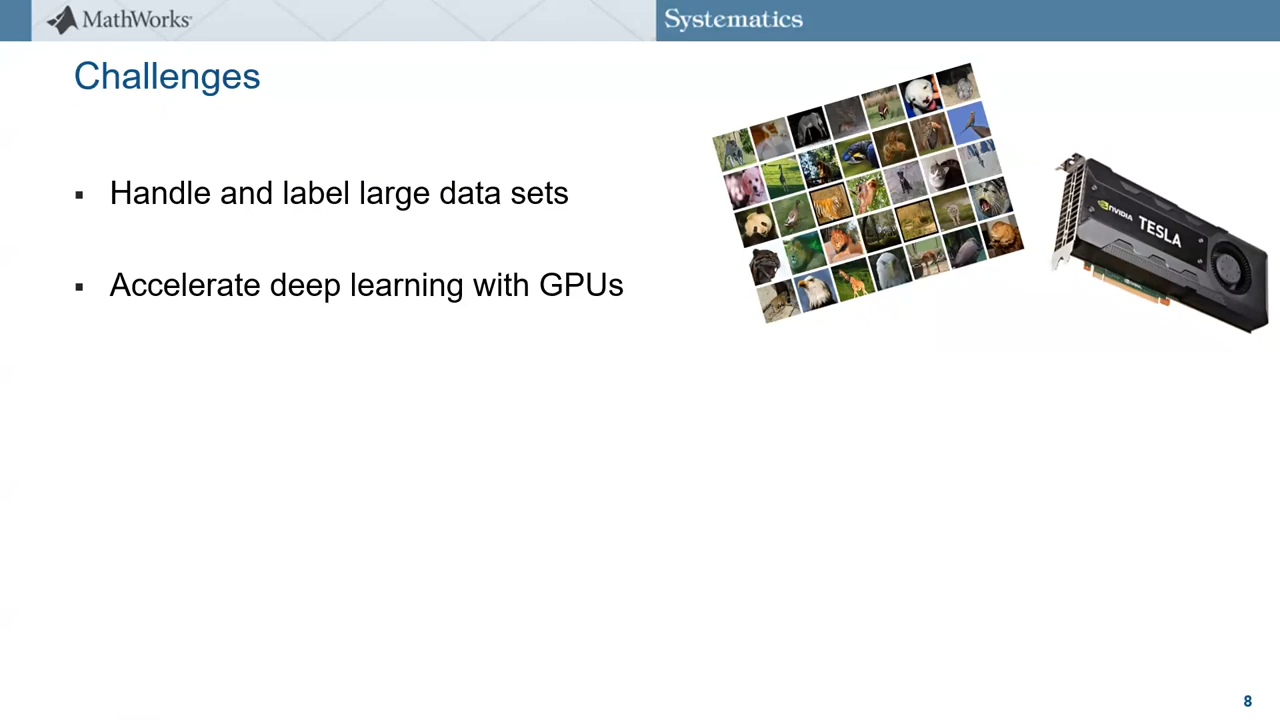 MathWorks
Systematics
Challenges
▪ Handle and label large data sets
▪ Accelerate deep learning with GPUs
NVIDIA TESLA
8